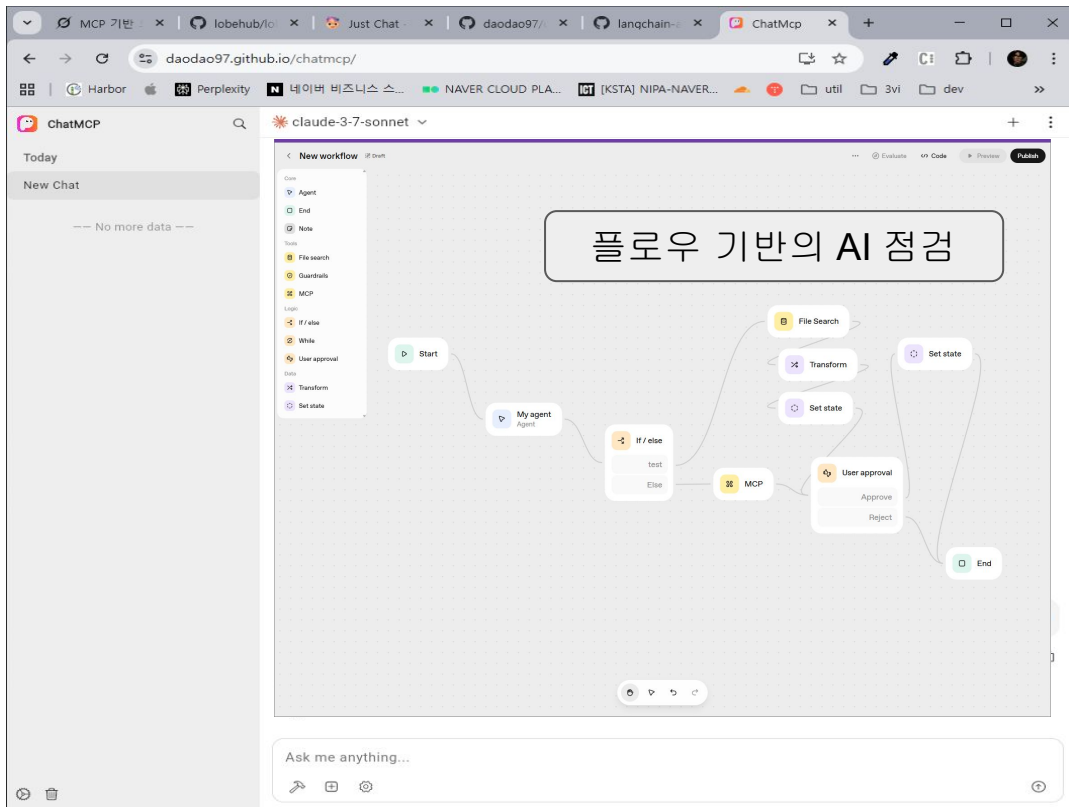 MCP 기반
lobehub/lo
Just Chat
daodao97/
langchain-
ChatMcp
daodao97.github.io/chatmcp/
Harbor
Perplexity
네이버 비즈니스 스...
NAVER CLOUD PLA...
[KSTA] NIPA-NAVER...
util
3vi
dev
ChatMCP
claude-3-7-sonnet
Today
New Chat
—— No more data ——
New workflow
Draft
Evaluate
Code
Preview
Publish
Core
Agent
End
Note
Tools
File search
Guardrails
MCP
Logic
If / else
While
User approval
Data
Transform
Set state
플로우 기반의 AI 점검
Start
My agent
Agent
If / else
test
Else
File Search
Transform
Set state
MCP
User approval
Approve
Reject
Set state
End
Ask me anything...